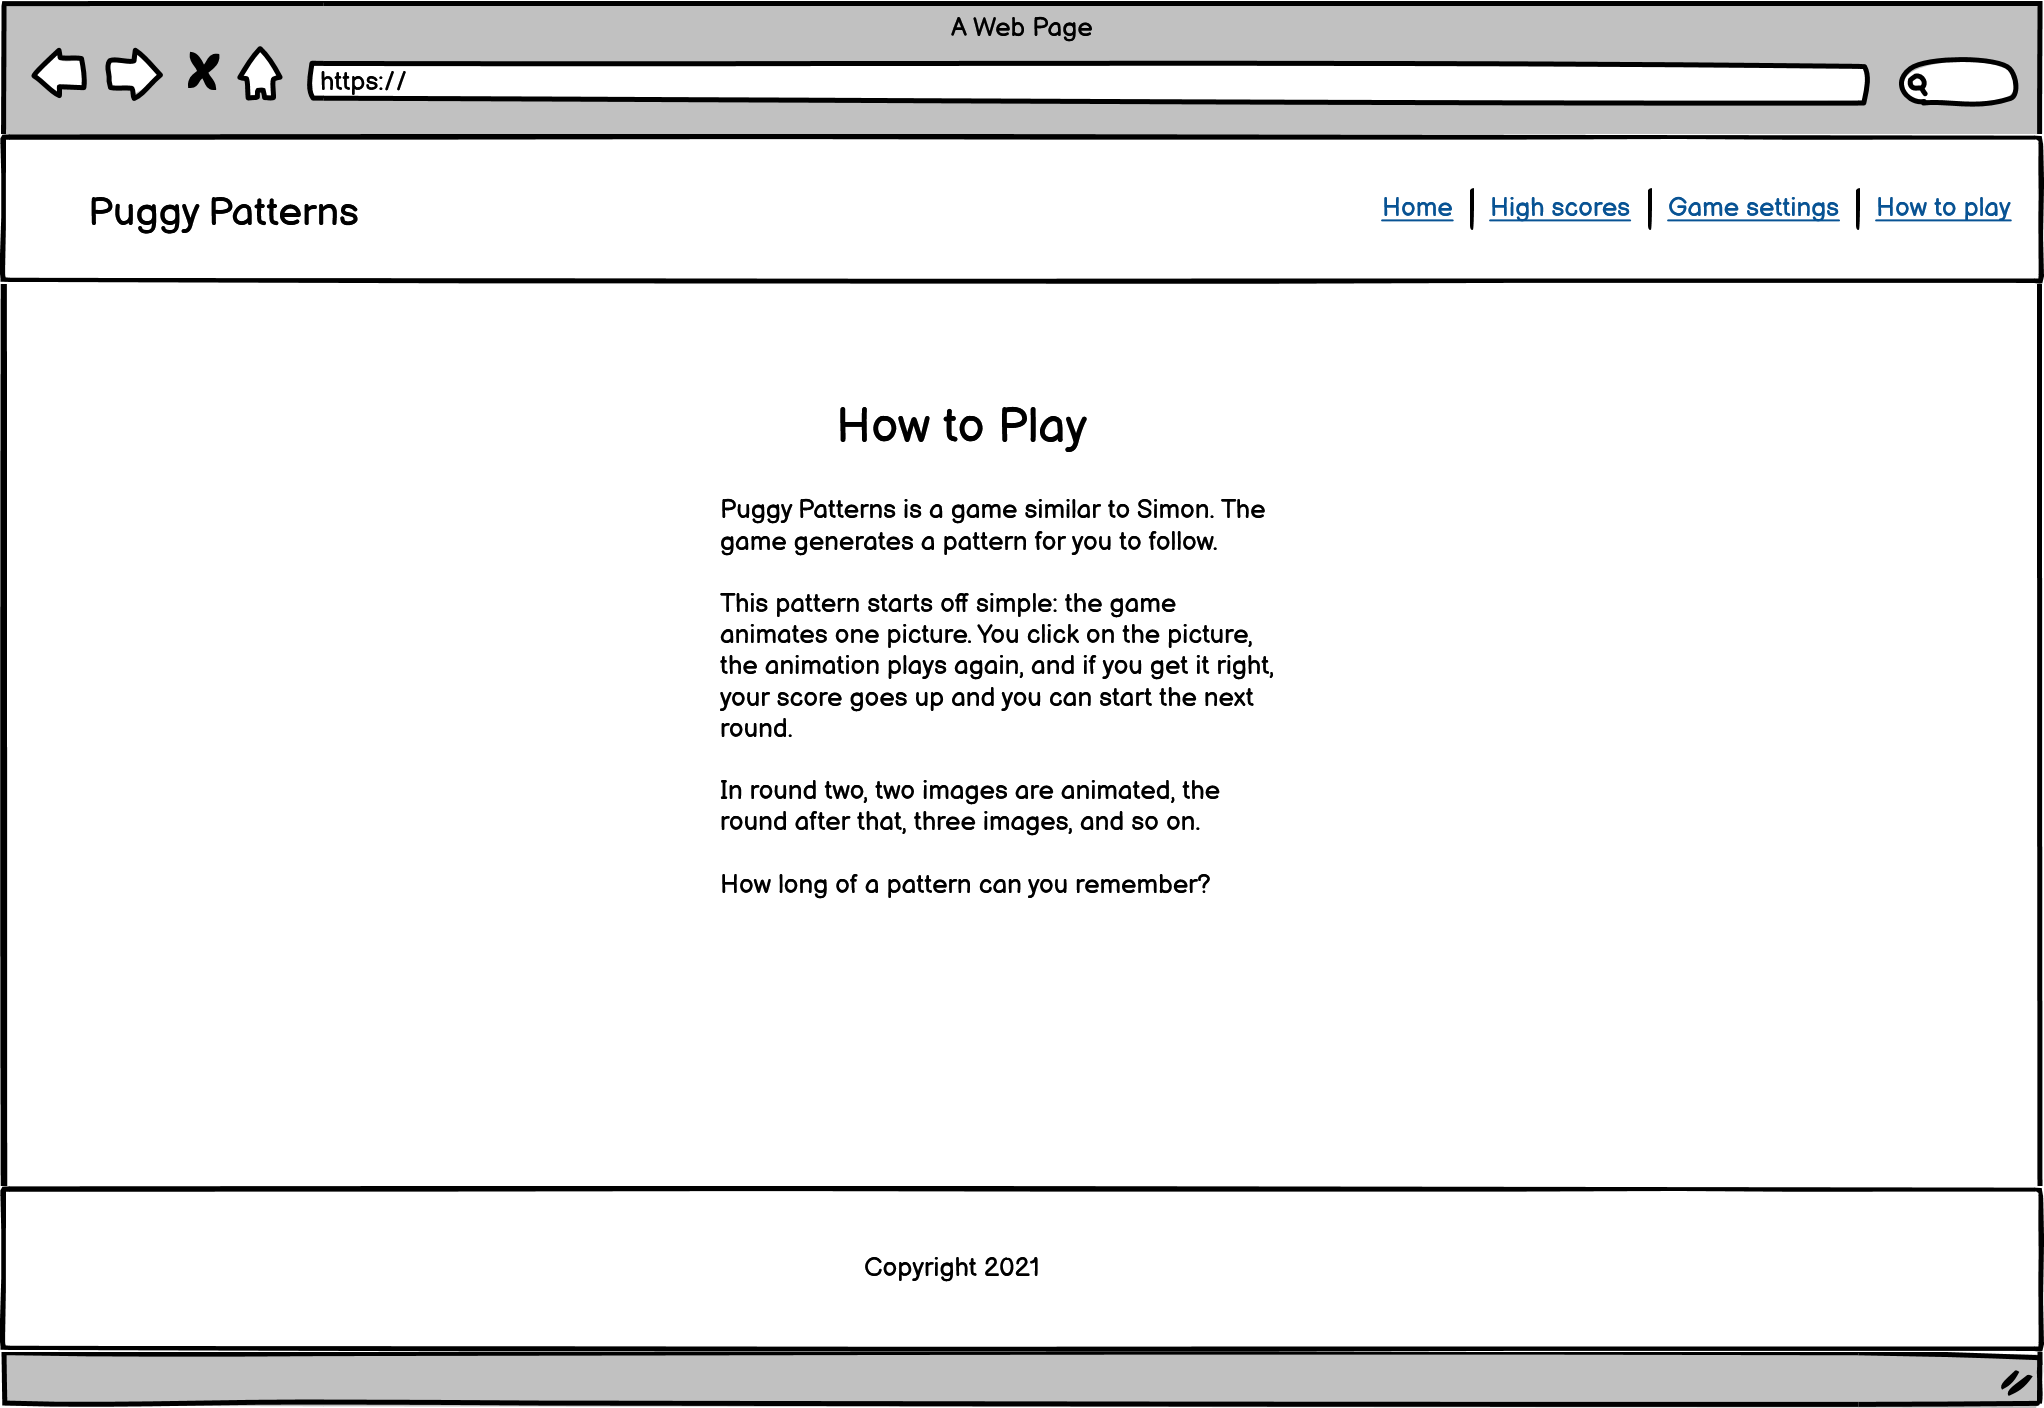 A Web Page
https://
Puggy Patterns
Home | High scores | Game settings | How to play
How to Play
Puggy Patterns is a game similar to Simon. The
game generates a pattern for you to follow.
This pattern starts off simple: the game
animates one picture. You click on the picture,
the animation plays again, and if you get it right,
your score goes up and you can start the next
round.
In round two, two images are animated, the
round after that, three images, and so on.
How long of a pattern can you remember?
Copyright 2021